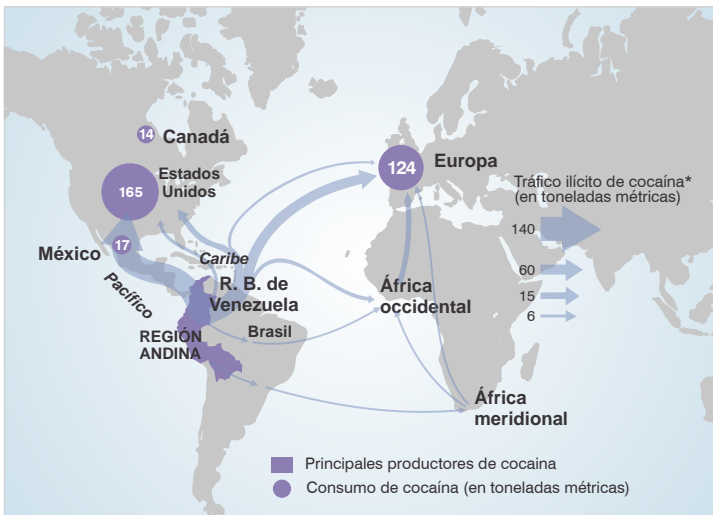 14 Canadá
Estados
Unidos
165
México
17
Pacífico
Caribe
R. B. de
Venezuela
REGIÓN
ANDINA
Brasil
124
Europa
África
occidental
África
meridional
Tráfico ilícito de cocaína*
(en toneladas métricas)
140
60
15
6
Principales productores de cocaina
Consumo de cocaína (en toneladas métricas)